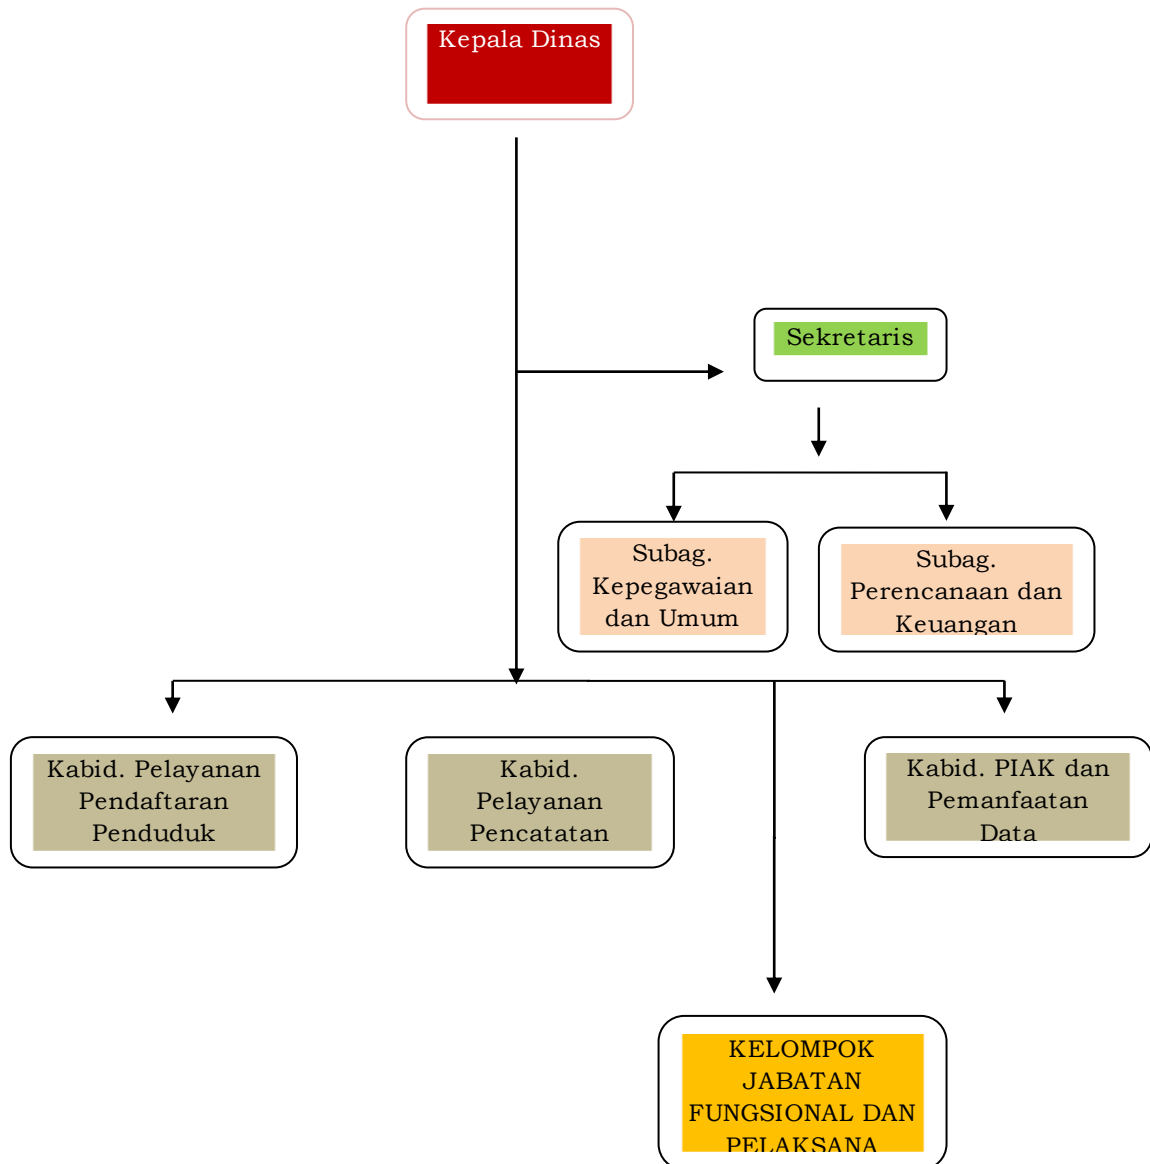 Kepala Dinas
Sekretaris
Subag.
Kepegawaian
dan Umum
Subag.
Perencanaan dan
Keuangan
Kabid. Pelayanan
Pendaftaran
Penduduk
Kabid.
Pelayanan
Pencatatan
Kabid. PIAK dan
Pemanfaatan
Data
KELOMPOK
JABATAN
FUNGSIONAL DAN
PELAKSANA